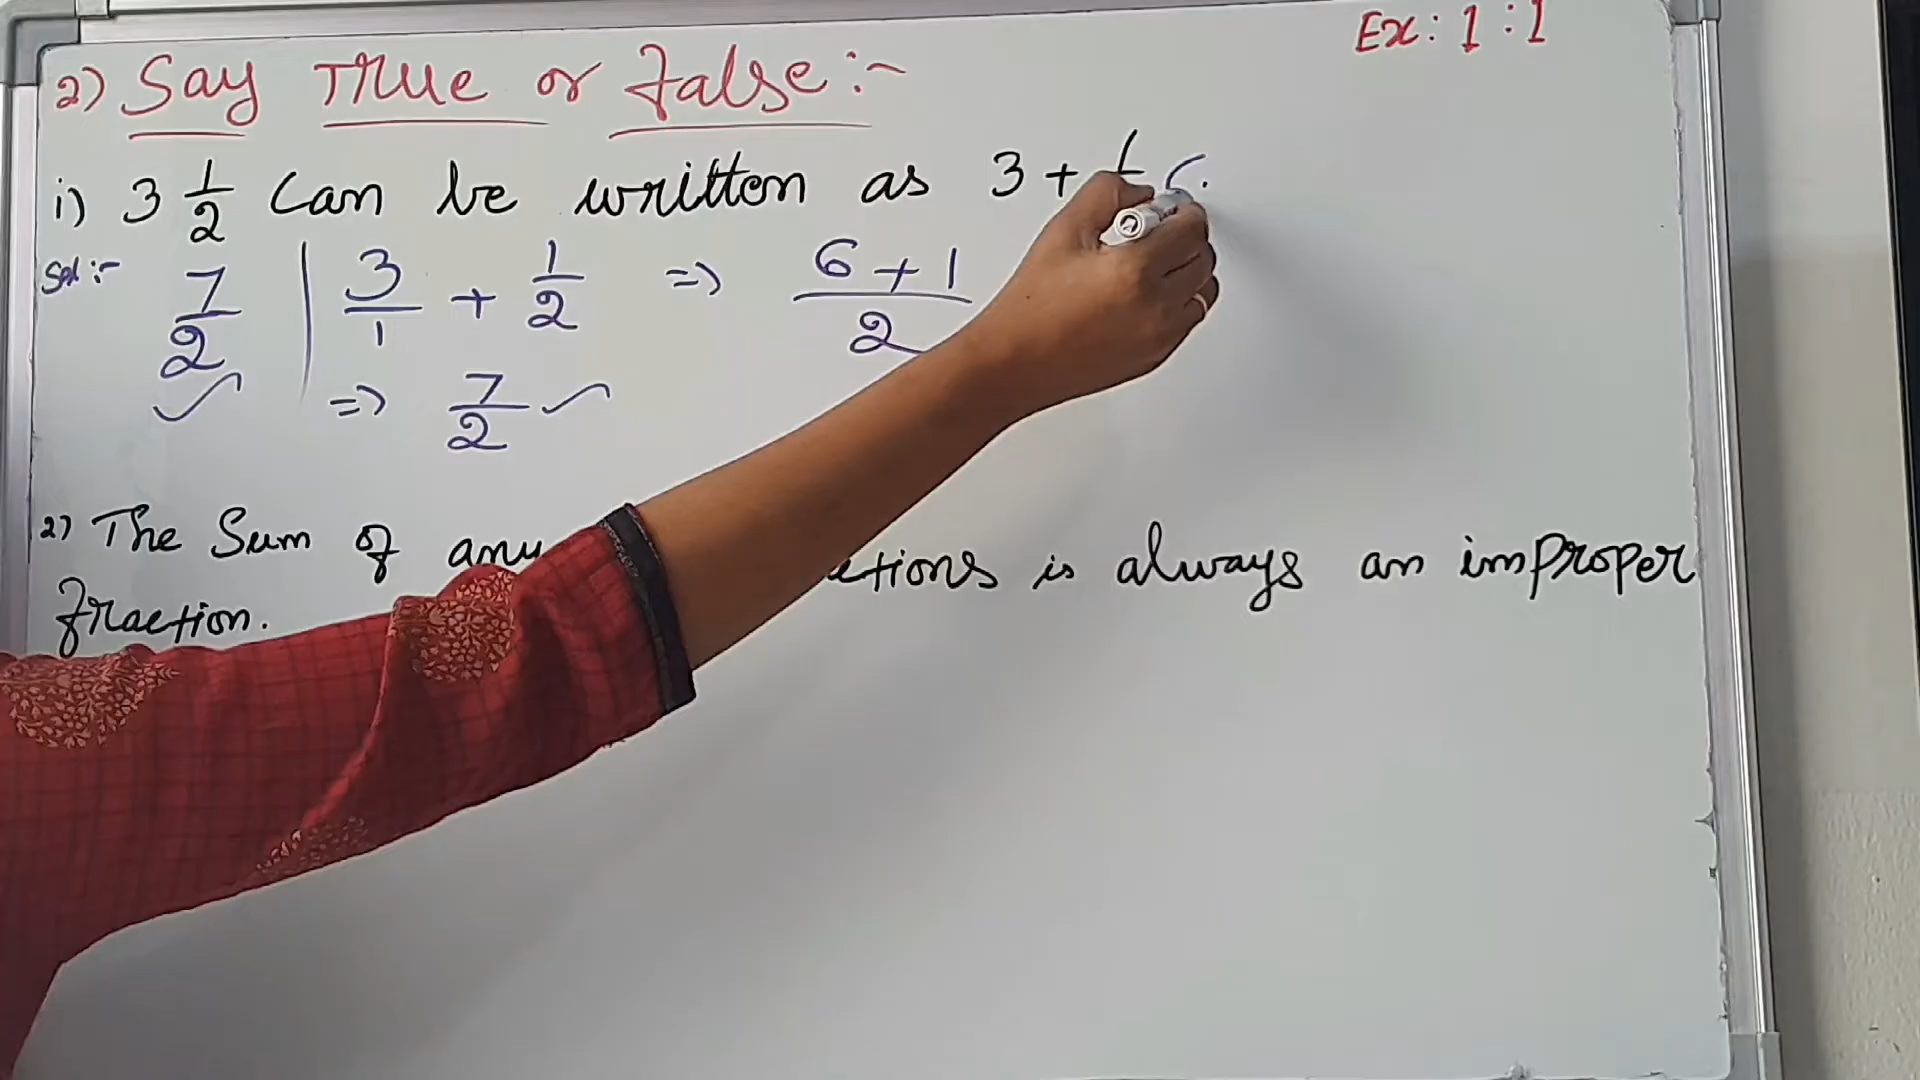 Ex: 1:1
2) Say True or False:-
i) 3 1/2 Can be written as 3 +
Sol:- 7/2 | 3/1 + 1/2 => 6 + 1/2
=> 7/2
2) The Sum of any is always an improper
fraction.